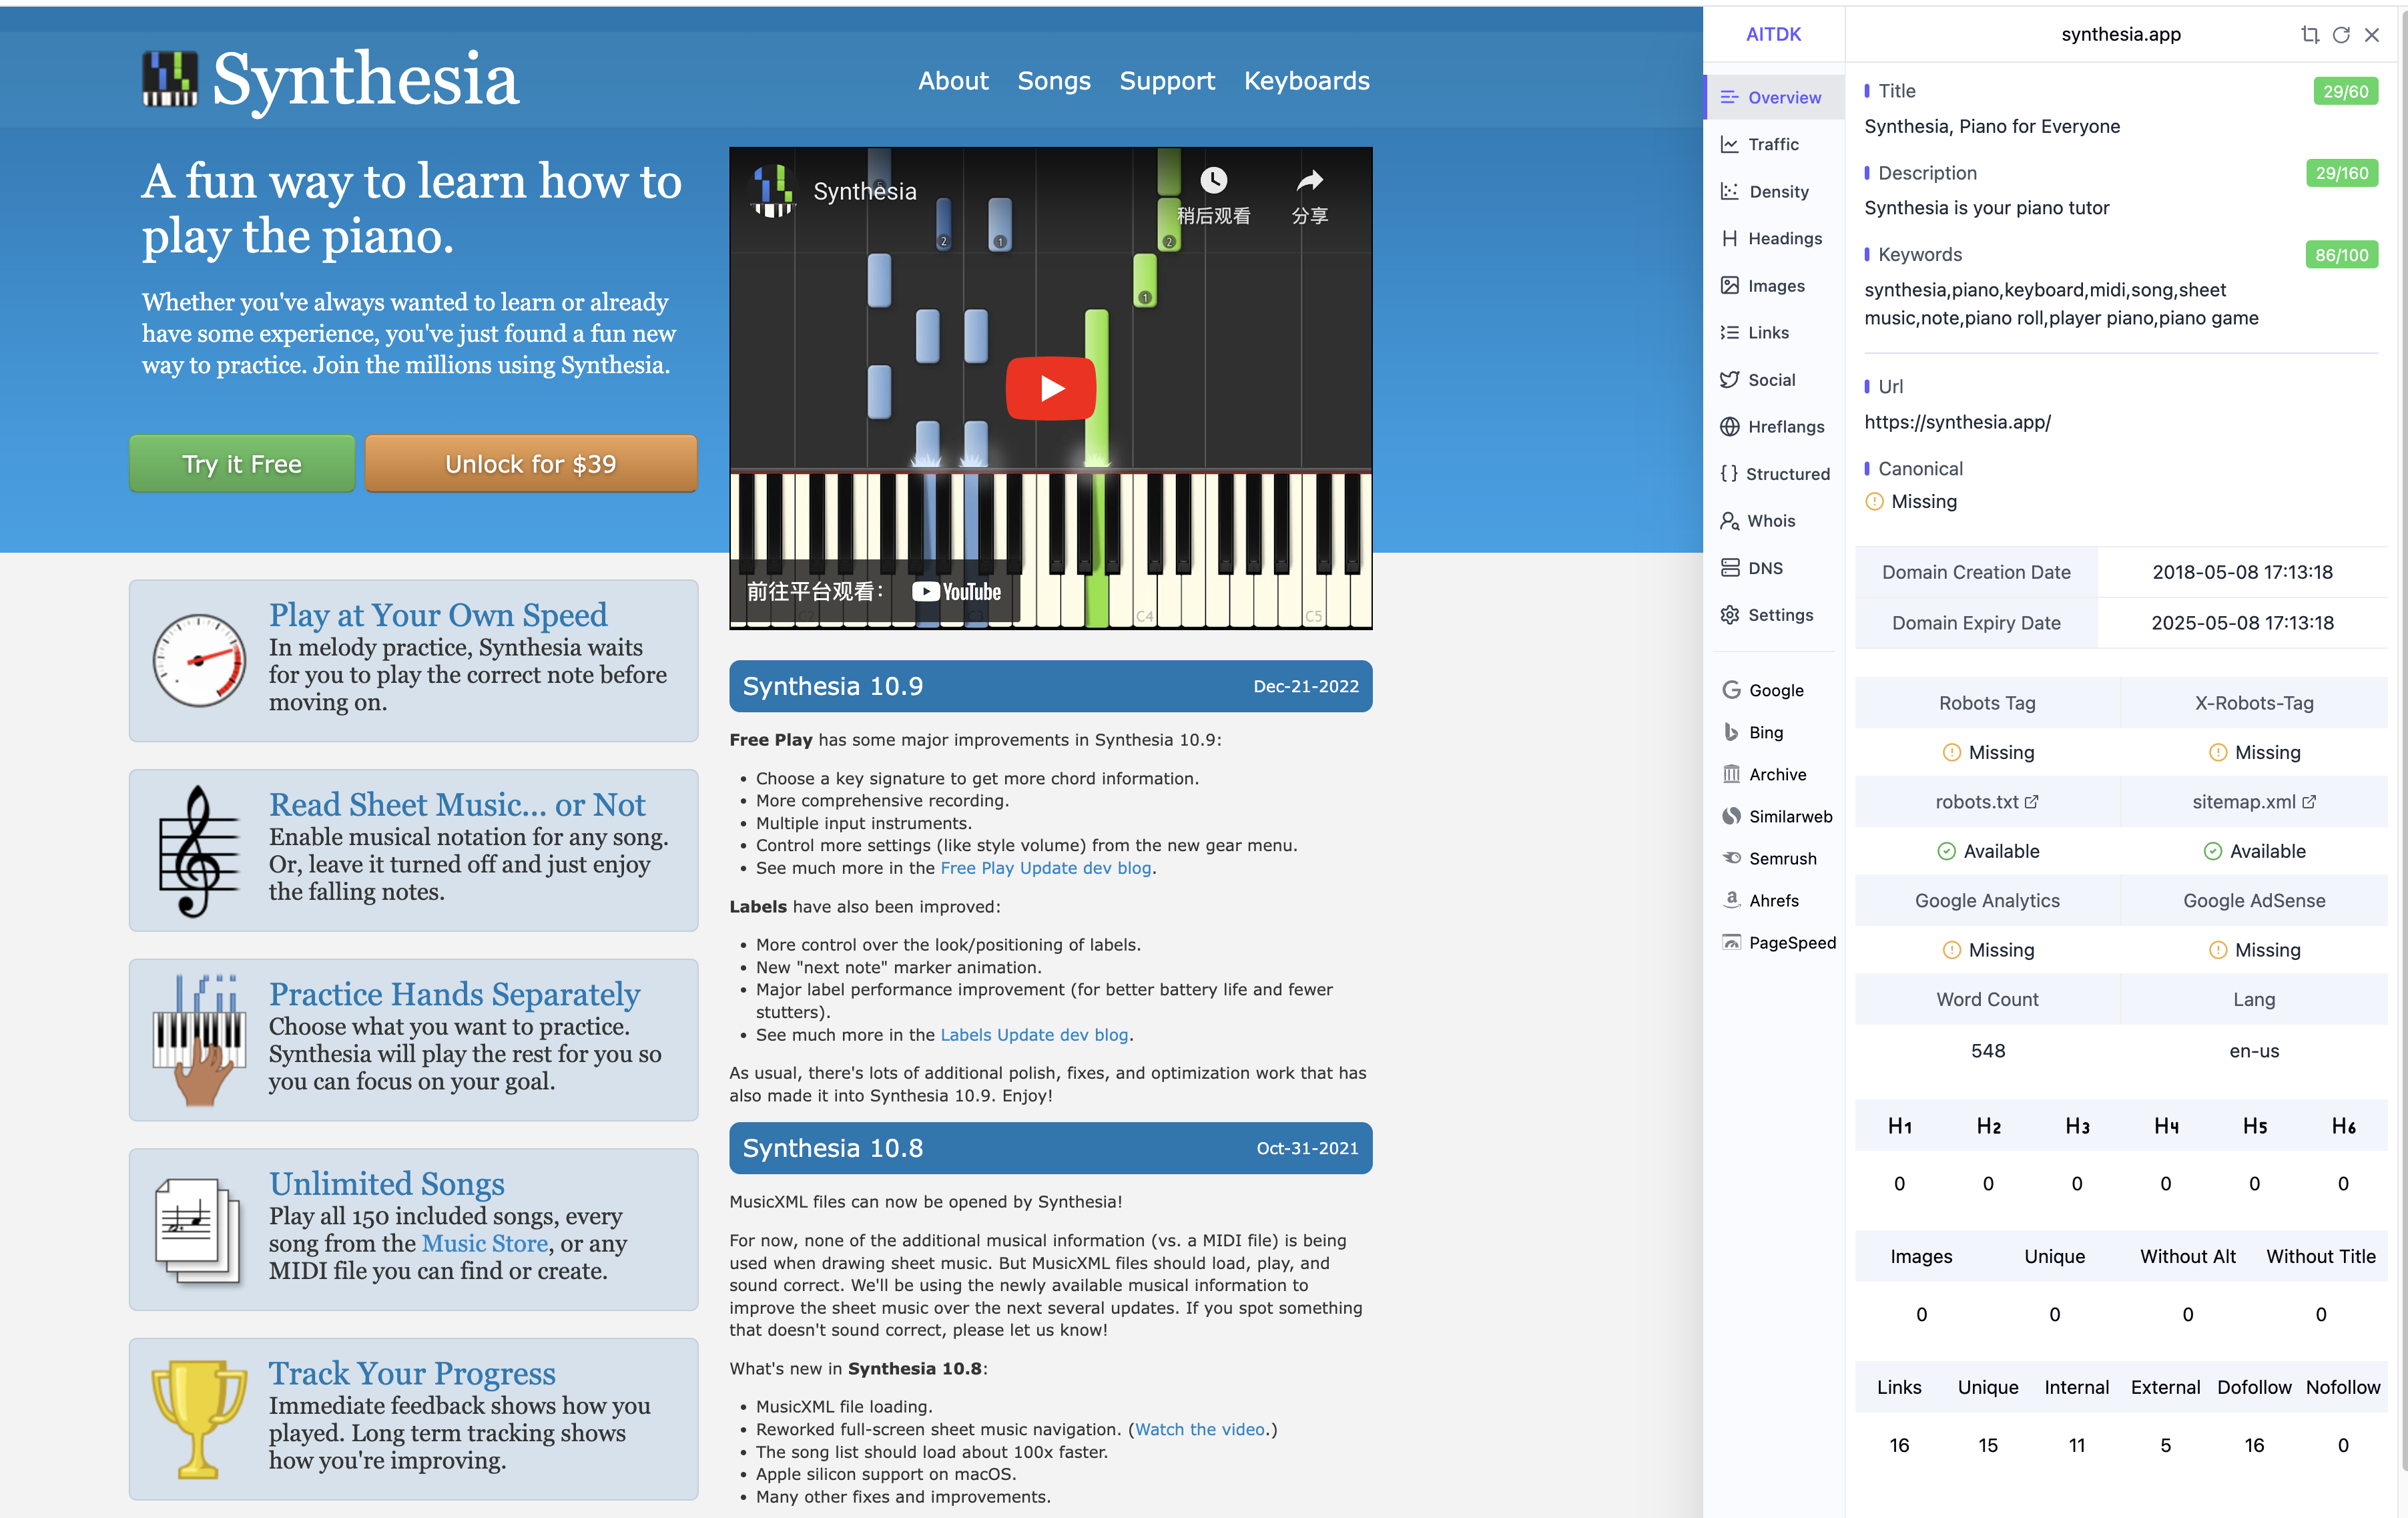 Synthesia
About Songs Support Keyboards
A fun way to learn how to
play the piano.
Whether you've always wanted to learn or already
have some experience, you've just found a fun new
way to practice. Join the millions using Synthesia.
Try it Free
Unlock for $39
Synthesia
稍后观看
分享
2
1
2
1
前往平台观看：
YouTube
C3
C4
C5
Play at Your Own Speed
In melody practice, Synthesia waits
for you to play the correct note before
moving on.
Read Sheet Music... or Not
Enable musical notation for any song.
Or, leave it turned off and just enjoy
the falling notes.
Practice Hands Separately
Choose what you want to practice.
Synthesia will play the rest for you so
you can focus on your goal.
Unlimited Songs
Play all 150 included songs, every
song from the Music Store, or any
MIDI file you can find or create.
Track Your Progress
Immediate feedback shows how you
played. Long term tracking shows
how you're improving.
Synthesia 10.9 Dec-21-2022
Free Play has some major improvements in Synthesia 10.9:
• Choose a key signature to get more chord information.
• More comprehensive recording.
• Multiple input instruments.
• Control more settings (like style volume) from the new gear menu.
• See much more in the Free Play Update dev blog.
Labels have also been improved:
• More control over the look/positioning of labels.
• New "next note" marker animation.
• Major label performance improvement (for better battery life and fewer
stutters).
• See much more in the Labels Update dev blog.
As usual, there's lots of additional polish, fixes, and optimization work that has
also made it into Synthesia 10.9. Enjoy!
Synthesia 10.8 Oct-31-2021
MusicXML files can now be opened by Synthesia!
For now, none of the additional musical information (vs. a MIDI file) is being
used when drawing sheet music. But MusicXML files should load, play, and
sound correct. We'll be using the newly available musical information to
improve the sheet music over the next several updates. If you spot something
that doesn't sound correct, please let us know!
What's new in Synthesia 10.8:
• MusicXML file loading.
• Reworked full-screen sheet music navigation. (Watch the video.)
• The song list should load about 100x faster.
• Apple silicon support on macOS.
• Many other fixes and improvements.
AITDK
Overview
Traffic
Density
Headings
Images
Links
Social
Hreflangs
Structured
Whois
DNS
Settings
Google
Bing
Archive
Similarweb
Semrush
Ahrefs
PageSpeed
synthesia.app
Title 29/60
Synthesia, Piano for Everyone
Description 29/160
Synthesia is your piano tutor
Keywords 86/100
synthesia,piano,keyboard,midi,song,sheet
music,note,piano roll,player piano,piano game
Url
https://synthesia.app/
Canonical
Missing
Domain Creation Date 2018-05-08 17:13:18
Domain Expiry Date 2025-05-08 17:13:18
Robots Tag X-Robots-Tag
Missing Missing
robots.txt sitemap.xml
Available Available
Google Analytics Google AdSense
Missing Missing
Word Count Lang
548 en-us
H1 H2 H3 H4 H5 H6
0 0 0 0 0 0
Images Unique Without Alt Without Title
0 0 0 0
Links Unique Internal External Dofollow Nofollow
16 15 11 5 16 0